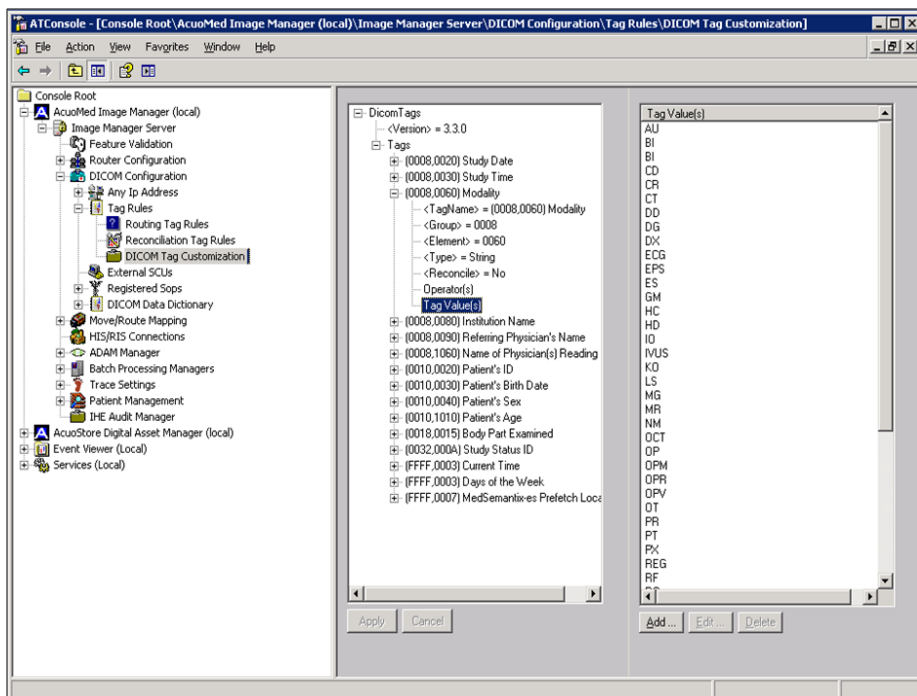 ATConsole - [Console Root\AcuoMed Image Manager (local)\Image Manager Server\DICOM Configuration\Tag Rules\DICOM Tag Customization]
File Action View Favorites Window Help
Console Root
AcuoMed Image Manager (local)
Image Manager Server
Feature Validation
Router Configuration
DICOM Configuration
Any Ip Address
Tag Rules
Routing Tag Rules
Reconciliation Tag Rules
DICOM Tag Customization
External SCUs
Registered Sops
DICOM Data Dictionary
Move/Route Mapping
HIS/RIS Connections
ADAM Manager
Batch Processing Managers
Trace Settings
Patient Management
IHE Audit Manager
AcuoStore Digital Asset Manager (local)
Event Viewer (Local)
Services (Local)
DicomTags
<Version> = 3.3.0
Tags
(0008,0020) Study Date
(0008,0030) Study Time
(0008,0060) Modality
<TagName> = (0008,0060) Modality
<Group> = 0008
<Element> = 0060
<Type> = String
<Reconcile> = No
Operator(s)
Tag Value(s)
(0008,0080) Institution Name
(0008,0090) Referring Physician's Name
(0008,1060) Name of Physician(s) Reading
(0010,0020) Patient's ID
(0010,0030) Patient's Birth Date
(0010,0040) Patient's Sex
(0010,1010) Patient's Age
(0018,0015) Body Part Examined
(0032,000A) Study Status ID
(FFFF,0003) Current Time
(FFFF,0003) Days of the Week
(FFFF,0007) MedSemantix-es Prefetch Loca
Apply Cancel
Tag Value(s)
AU
BI
BI
CD
CR
CT
DD
DG
DX
ECG
EPS
ES
GM
HC
HD
IO
IVUS
KO
LS
MG
MR
NM
OCT
OP
OPM
OPR
OPV
OT
PR
PT
PX
REG
RF
Add ... Edit ... Delete